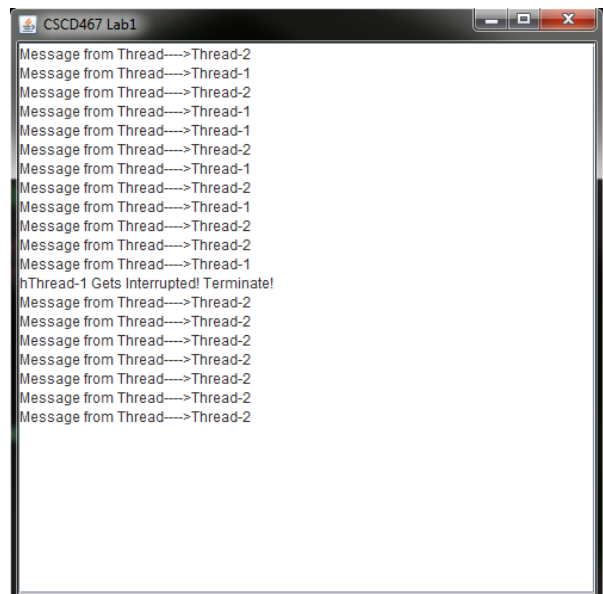 CSCD467 Lab1
Message from Thread---->Thread-2
Message from Thread---->Thread-1
Message from Thread---->Thread-2
Message from Thread---->Thread-1
Message from Thread---->Thread-1
Message from Thread---->Thread-2
Message from Thread---->Thread-1
Message from Thread---->Thread-2
Message from Thread---->Thread-1
Message from Thread---->Thread-2
Message from Thread---->Thread-2
Message from Thread---->Thread-1
hThread-1 Gets Interrupted! Terminate!
Message from Thread---->Thread-2
Message from Thread---->Thread-2
Message from Thread---->Thread-2
Message from Thread---->Thread-2
Message from Thread---->Thread-2
Message from Thread---->Thread-2
Message from Thread---->Thread-2